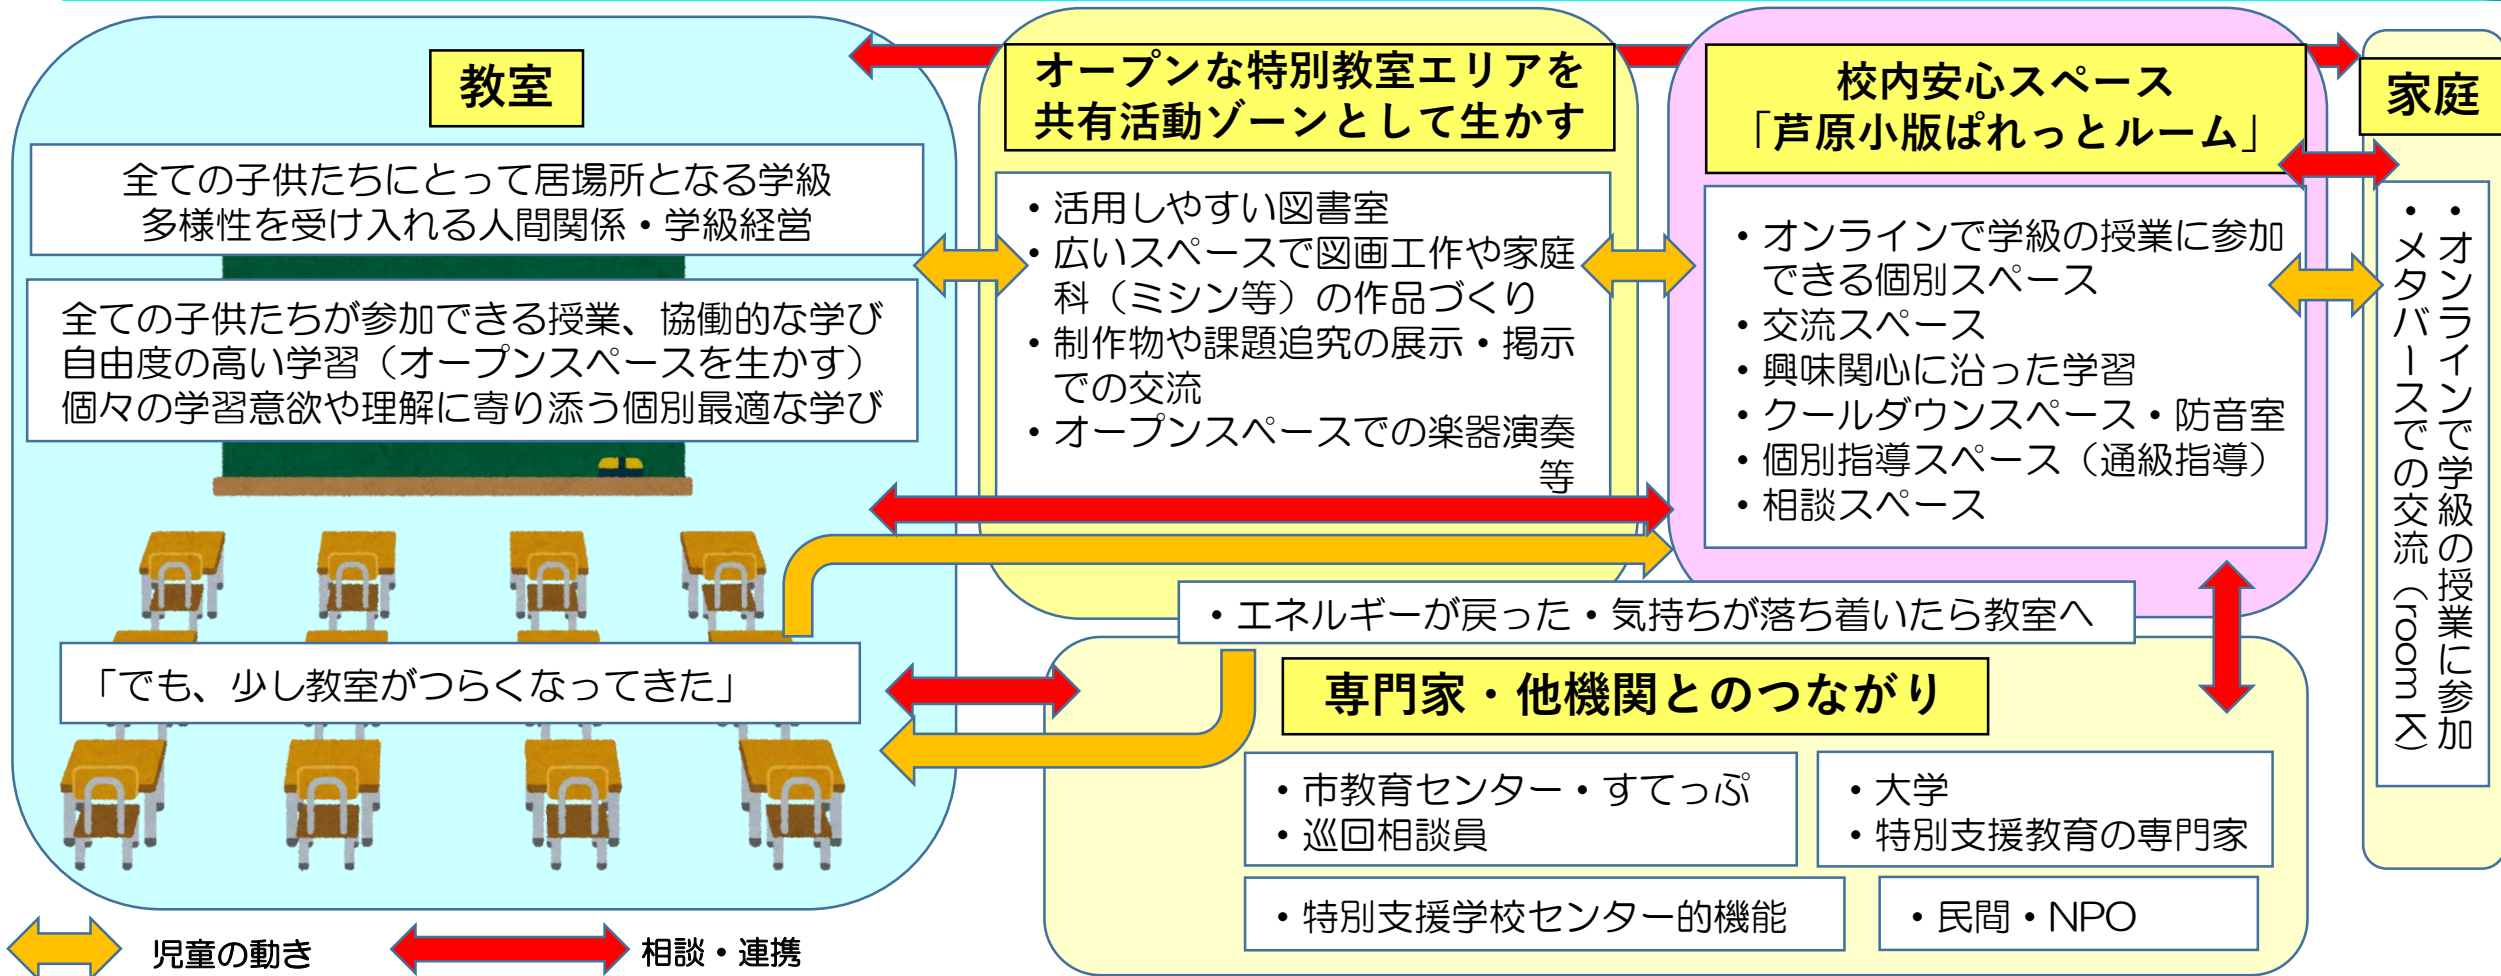 教室
全ての子供たちにとって居場所となる学級
多様性を受け入れる人間関係・学級経営
全ての子供たちが参加できる授業、協働的な学び
自由度の高い学習（オープンスペースを生かす）
個々の学習意欲や理解に寄り添う個別最適な学び
「でも、少し教室がつらくなってきた」
オープンな特別教室エリアを
共有活動ゾーンとして生かす
・活用しやすい図書室
・広いスペースで図画工作や家庭
科（ミシン等）の作品づくり
・制作物や課題追究の展示・掲示
での交流
・オープンスペースでの楽器演奏
等
校内安心スペース
「芦原小版ぱれっとルーム」
・オンラインで学級の授業に参加
できる個別スペース
・交流スペース
・興味関心に沿った学習
・クールダウンスペース・防音室
・個別指導スペース（通級指導）
・相談スペース
・エネルギーが戻った・気持ちが落ち着いたら教室へ
家庭
・オンラインで学級の授業に参加
・メタバースでの交流（room K）
専門家・他機関とのつながり
・市教育センター・すてっぷ
・巡回相談員
・大学
・特別支援教育の専門家
・特別支援学校センター的機能
・民間・NPO
児童の動き
相談・連携